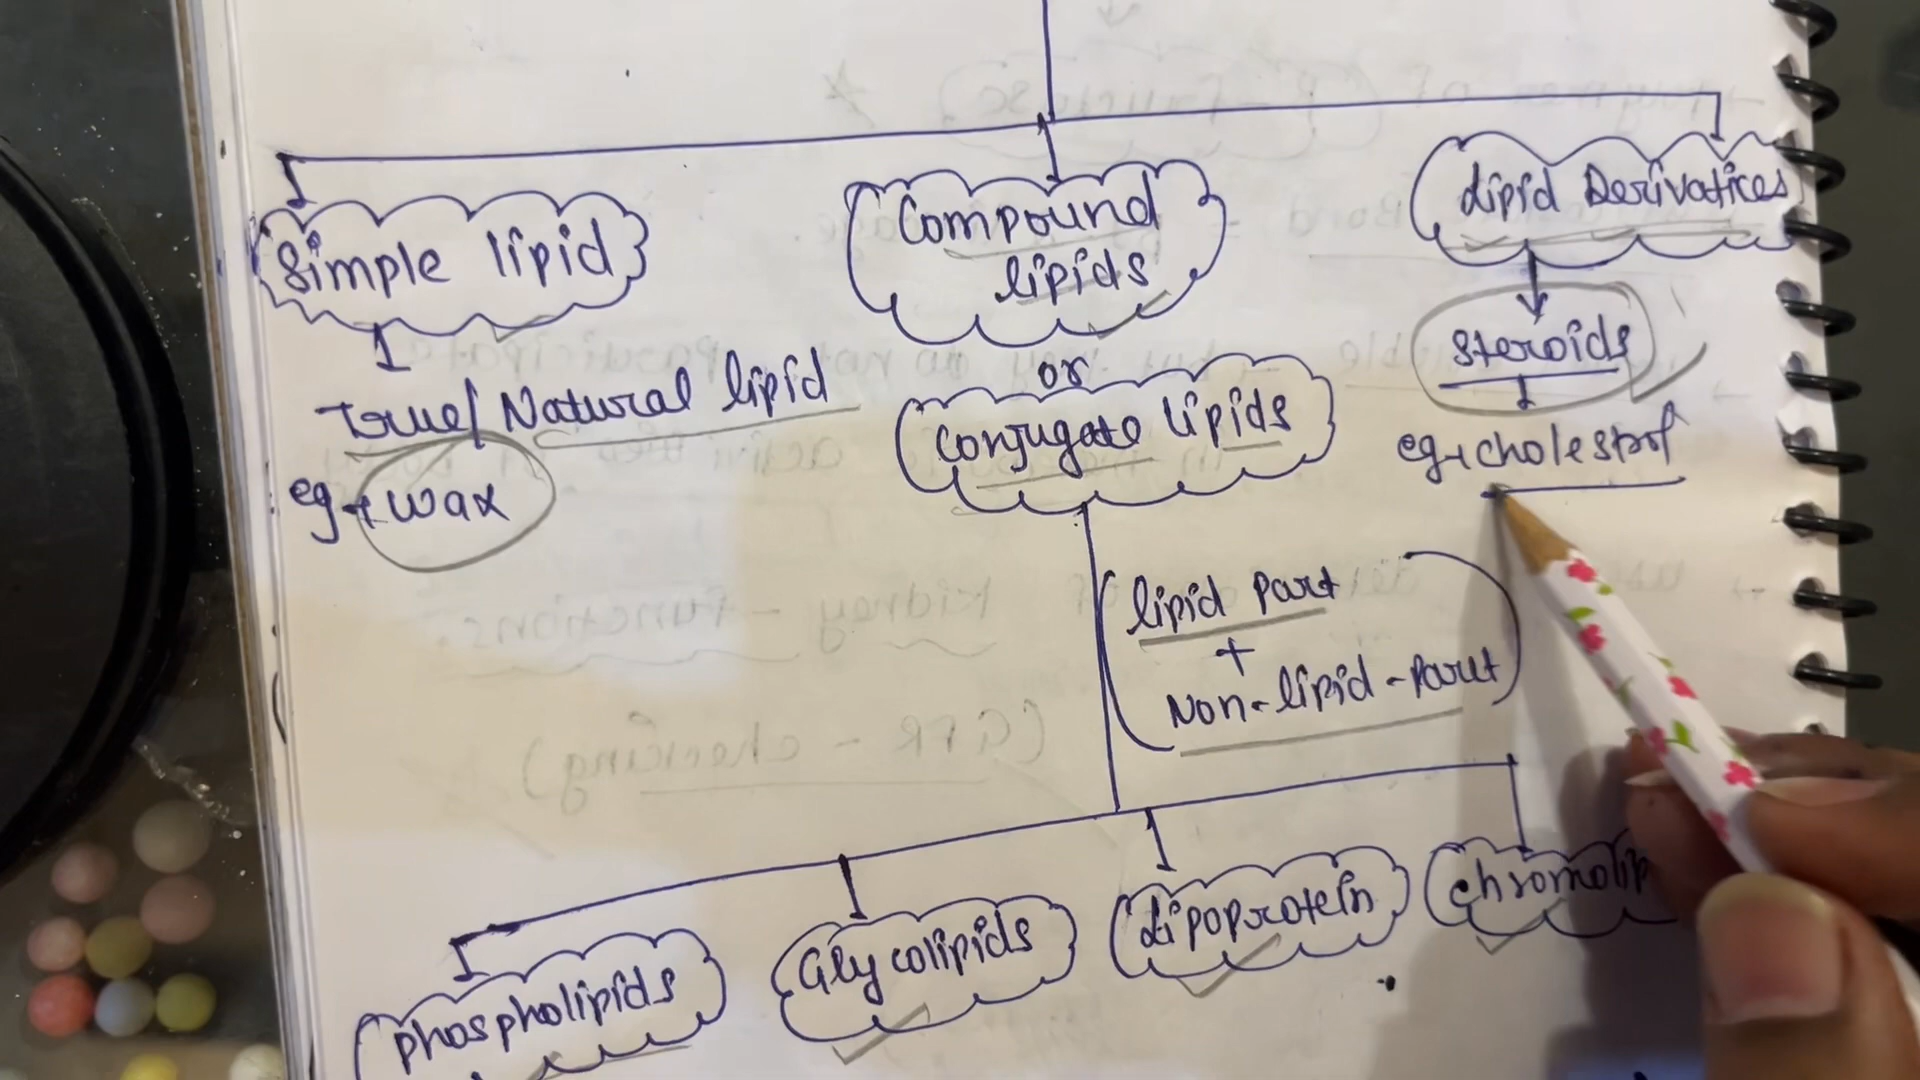 Simple lipid
True/Natural lipid
eg→ wax
Compound
lipids
or
Conjugate lipids
lipid part
+
Non-lipid-part
Lipid Derivatives
steroids
eg→ cholestrol
Phospholipids
Glycolipids
Lipoprotein
chromolip